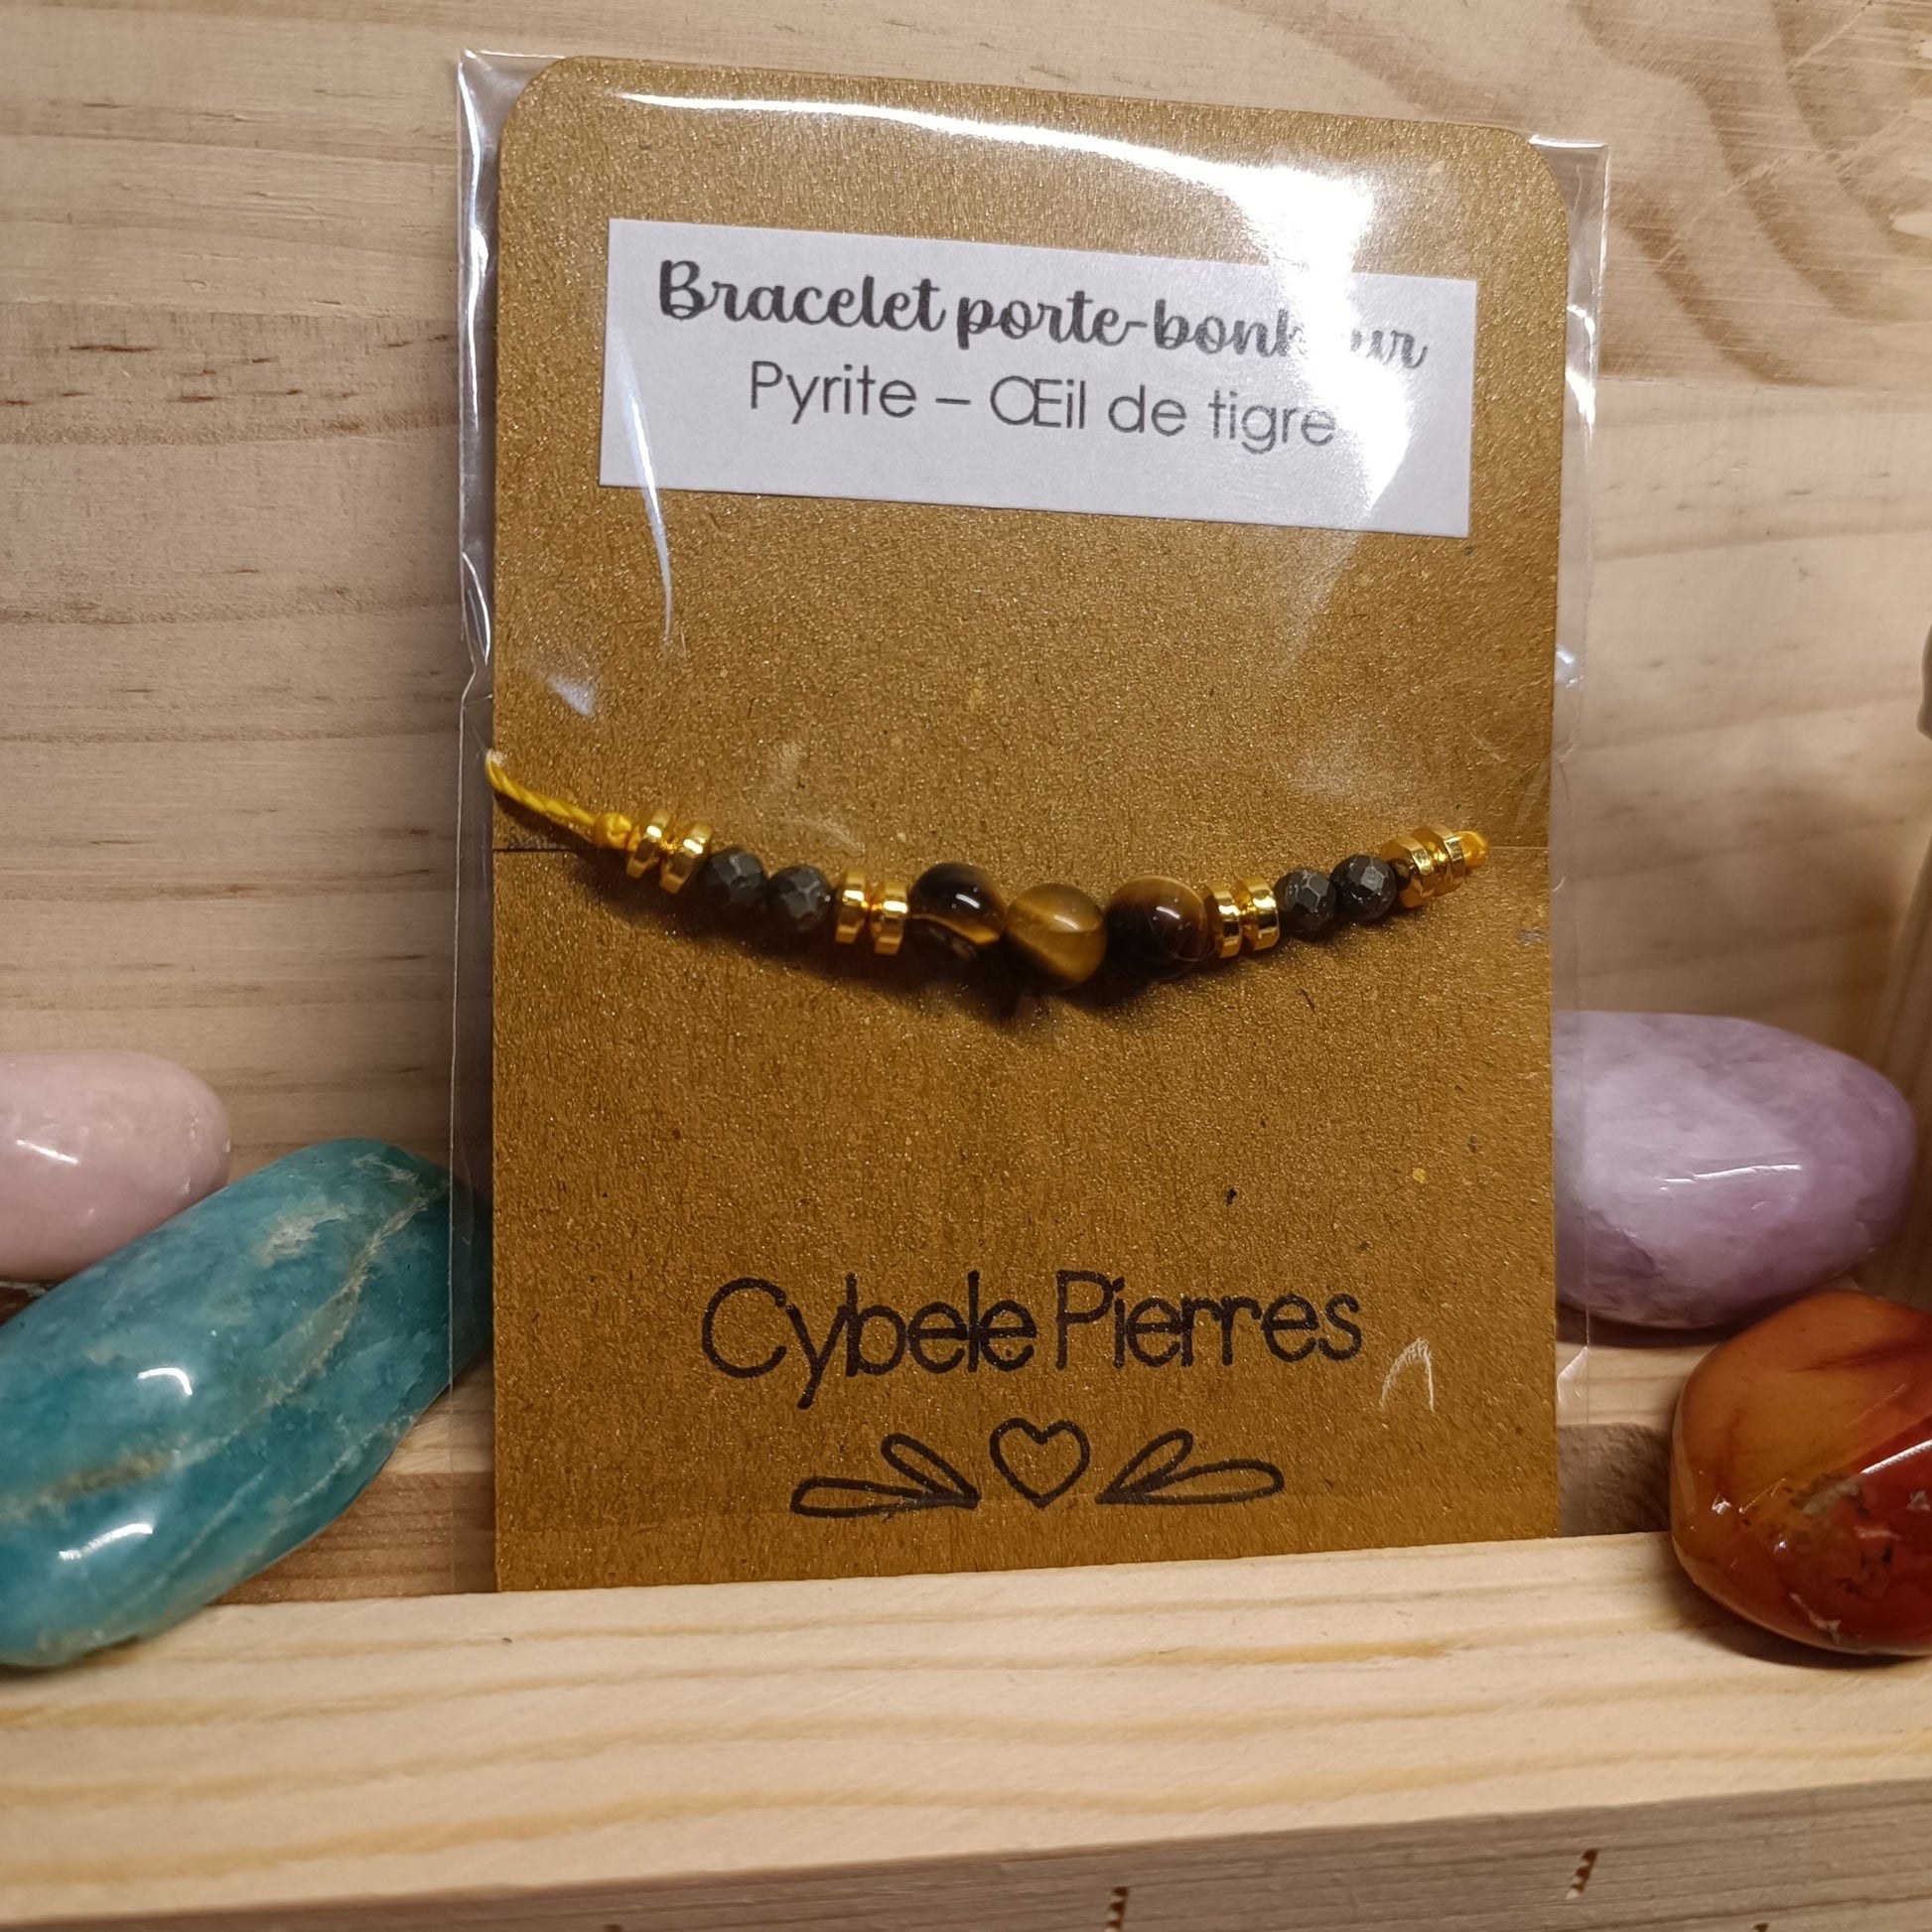 Bracelet porte-bonheur
Pyrite – Œil de tigre
Cybele Pierres